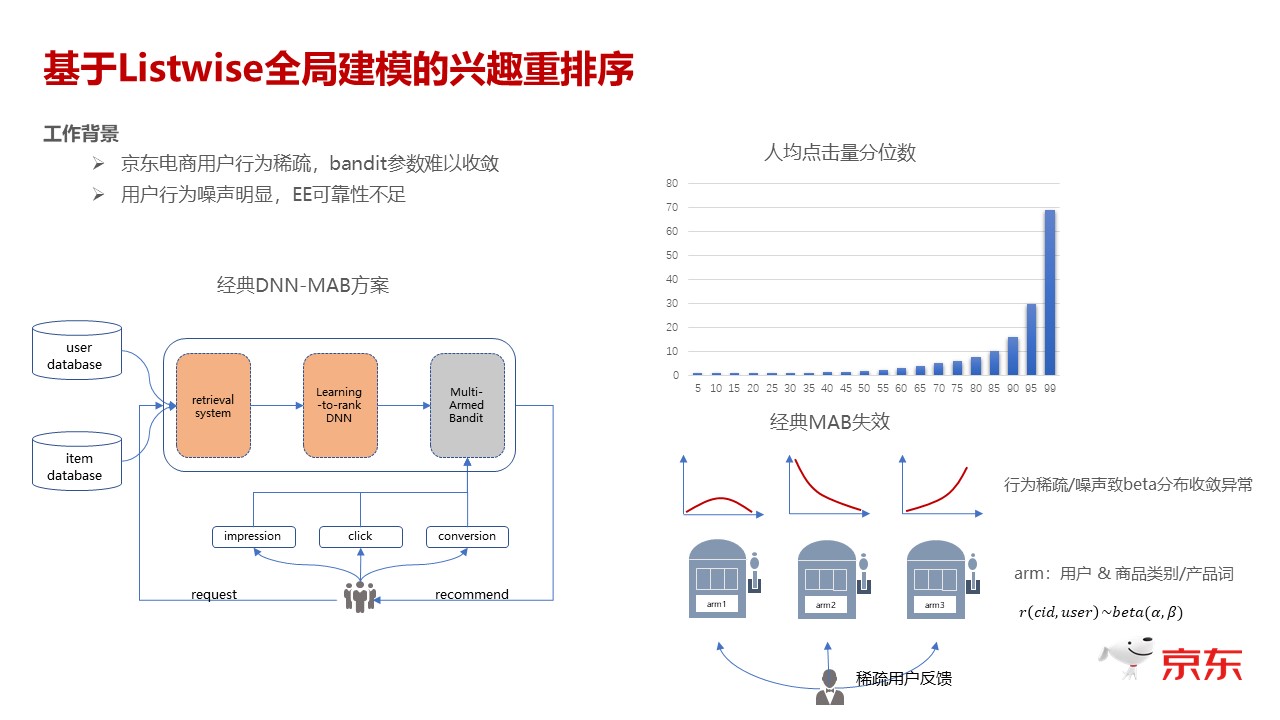 基于Listwise全局建模的兴趣重排序
工作背景
京东电商用户行为稀疏，bandit参数难以收敛
用户行为噪声明显，EE可靠性不足
经典DNN-MAB方案
user
database
item
database
retrieval
system
Learning
-to-rank
DNN
Multi-
Armed
Bandit
impression
click
conversion
request
recommend
人均点击量分位数
80
70
60
50
40
30
20
10
0
5 10 15 20 25 30 35 40 45 50 55 60 65 70 75 80 85 90 95 99
经典MAB失效
行为稀疏/噪声致beta分布收敛异常
arm1
arm2
arm3
arm：用户 & 商品类别/产品词
r(cid,user)~beta(α,β)
稀疏用户反馈
京东